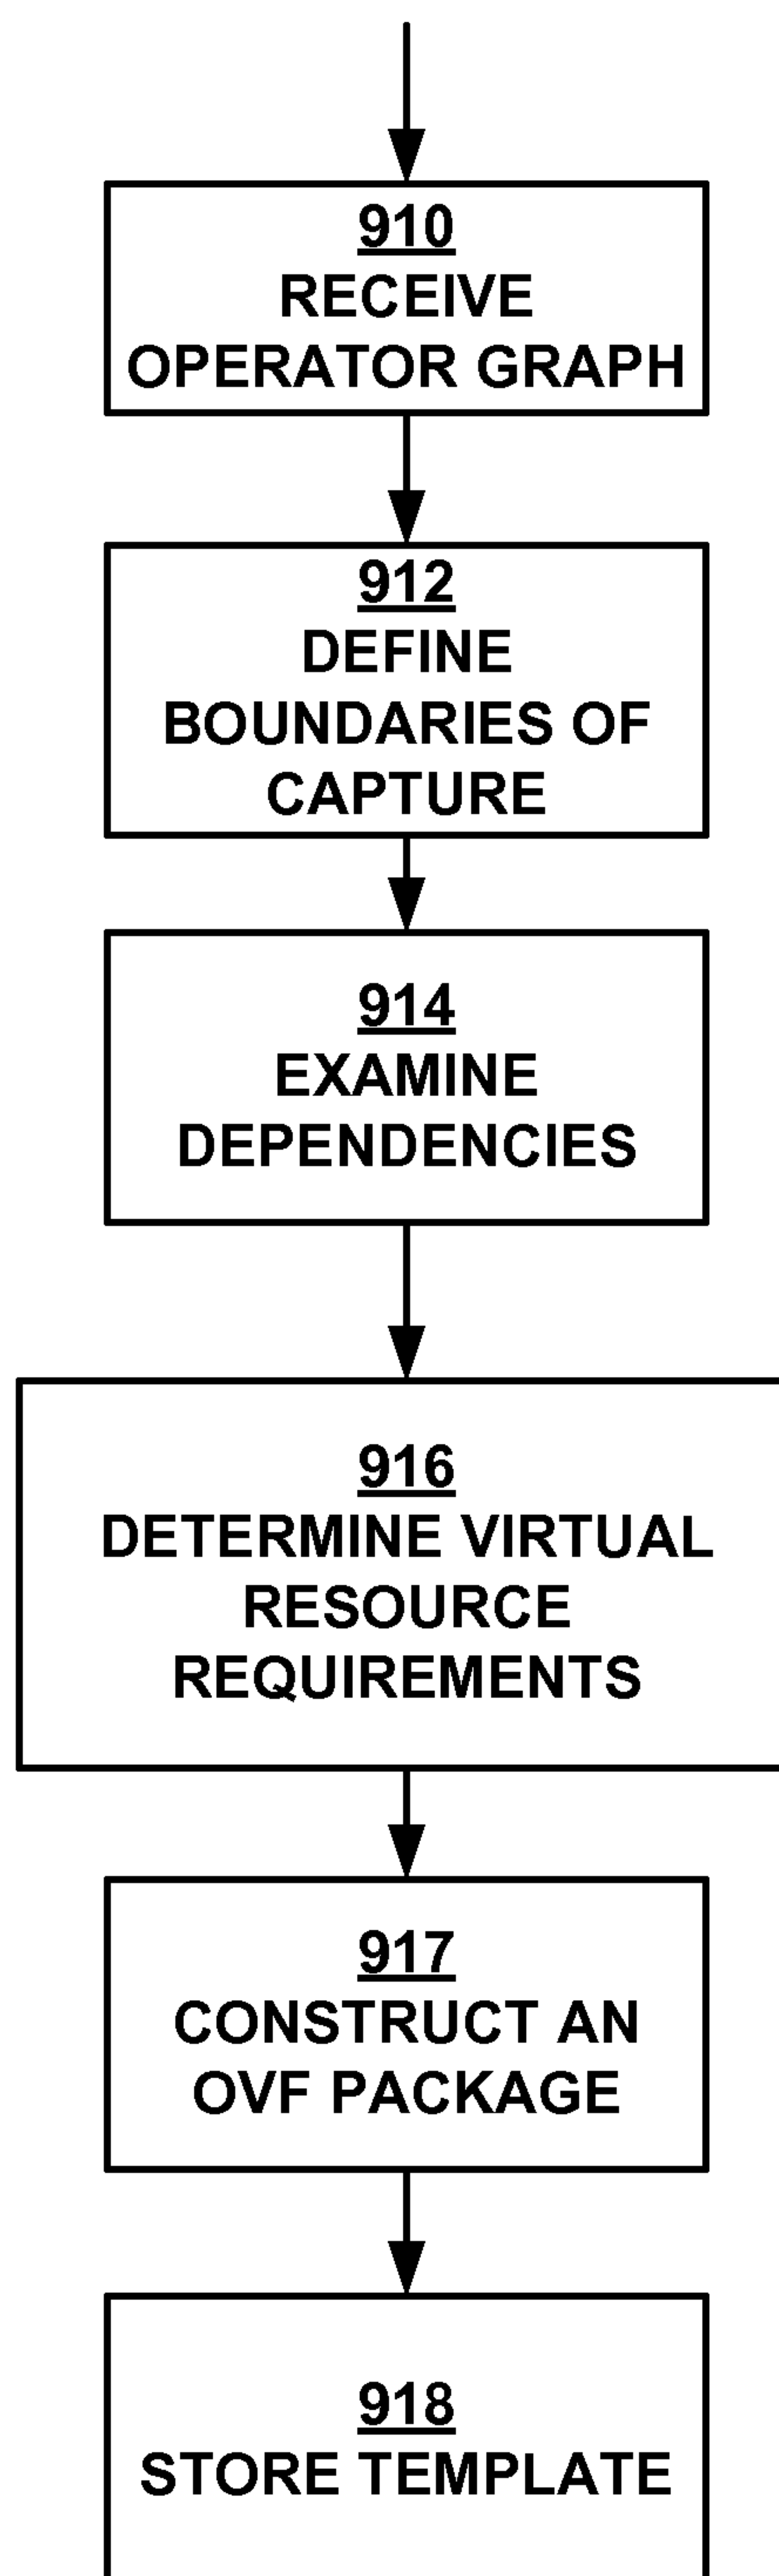 910
RECEIVE
OPERATOR GRAPH
912
DEFINE
BOUNDARIES OF
CAPTURE
914
EXAMINE
DEPENDENCIES
916
DETERMINE VIRTUAL
RESOURCE
REQUIREMENTS
917
CONSTRUCT AN
OVF PACKAGE
918
STORE TEMPLATE